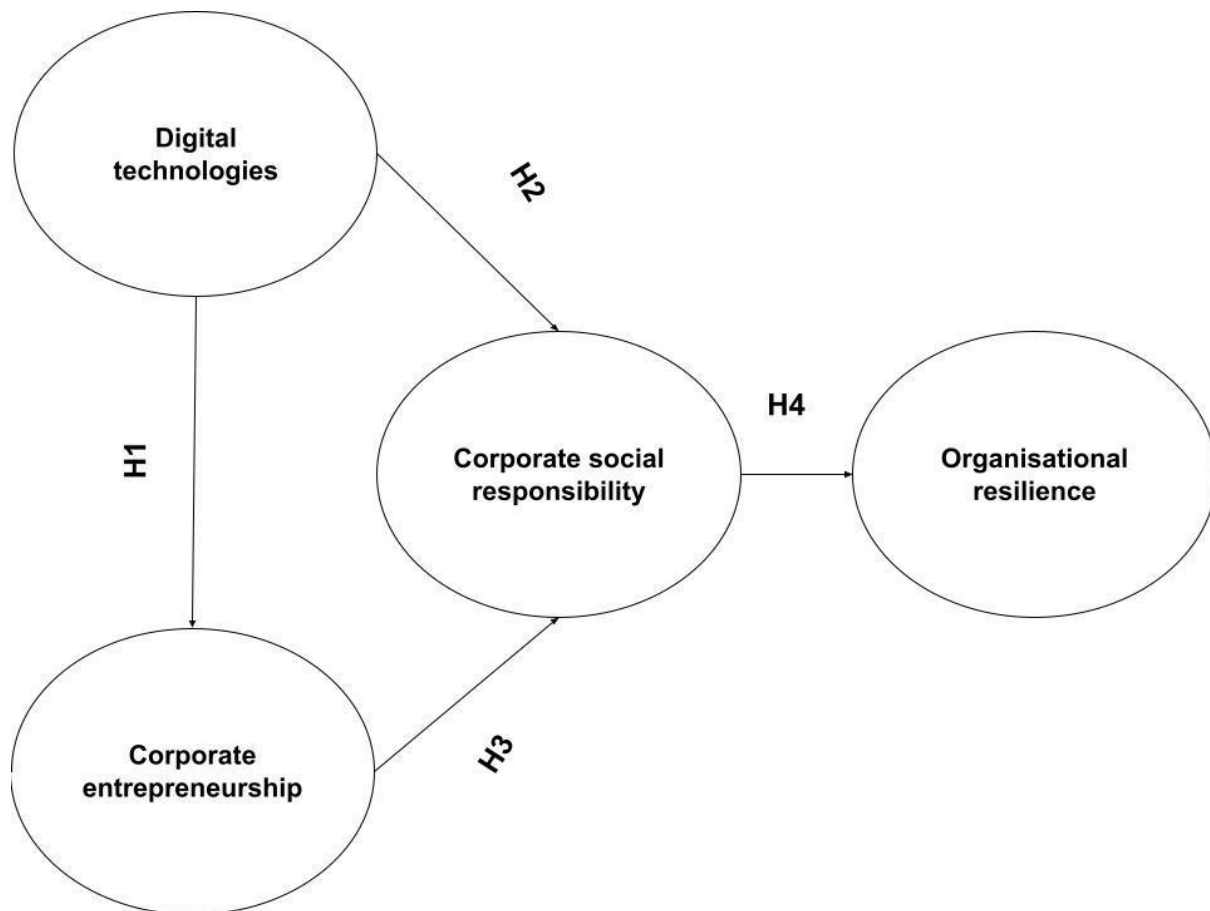 Digital
technologies
H2
H1
Corporate social
responsibility
H4
Organisational
resilience
Corporate
entrepreneurship
H3